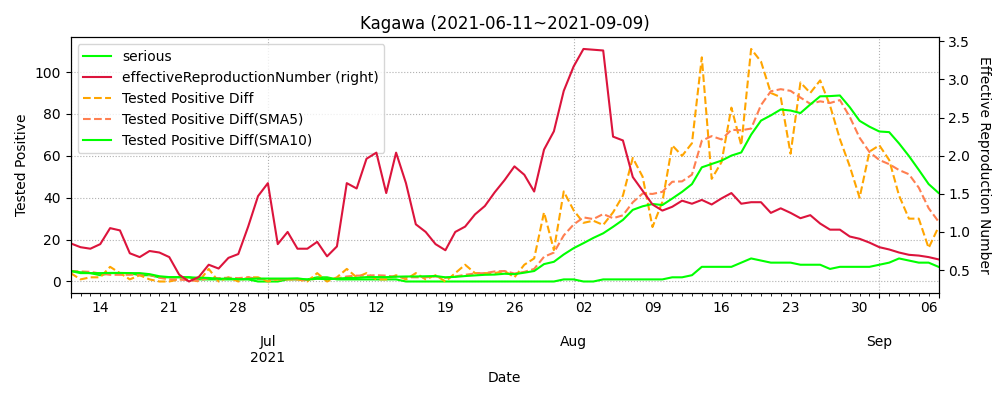 Kagawa (2021-06-11~2021-09-09)
serious
effectiveReproductionNumber (right)
Tested Positive Diff
Tested Positive Diff(SMA5)
Tested Positive Diff(SMA10)
Tested Positive
100
80
60
40
20
0
3.5
3.0
2.5
2.0
1.5
1.0
0.5
Effective Reproduction Number
14 21 28 05 12 19 26 02 09 16 23 30 06
Jul Aug Sep
2021
Date